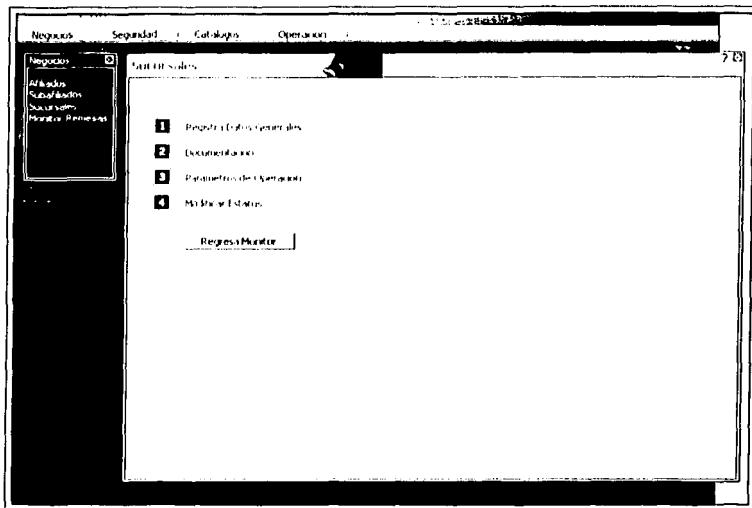 Negocios Seguridad Catalogos Operacion
Negocios
Afiliados
Subafiliados
Sucursales
Monitor Remesas
Sucursales
1 Registra Datos Generales
2 Documentacion
3 Parametros de Operacion
4 Modificar Estatus
Regresa Monitor